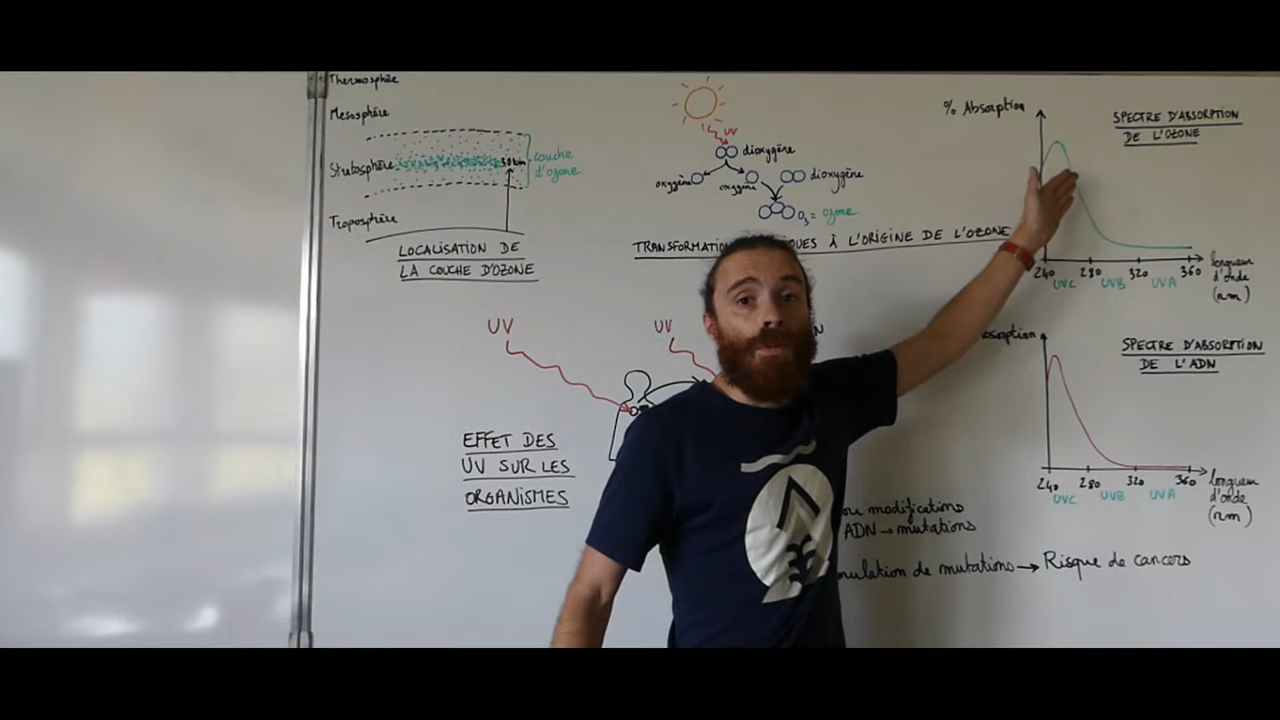 Thermosphère
Mésosphère
Stratosphère
30 km
couche
d'ozone
Troposphère
LOCALISATION DE
LA COUCHE D'OZONE
UV
dioxygène
oxygène
oxygène
dioxygène
O3 = Ozone
TRANSFORMATION
À L'ORIGINE DE L'OZONE
% Absorption
SPECTRE D'ABSORPTION
DE L'OZONE
240 280 320 360
UVC UVB UVA
longueur
d'onde
(nm)
UV
UV
EFFET DES
UV SUR LES
ORGANISMES
SPECTRE D'ABSORPTION
DE L'ADN
240 280 320 360
UVC UVB UVA
longueur
d'onde
(nm)
ou modifications
ADN → mutations
de mutations → Risque de cancers